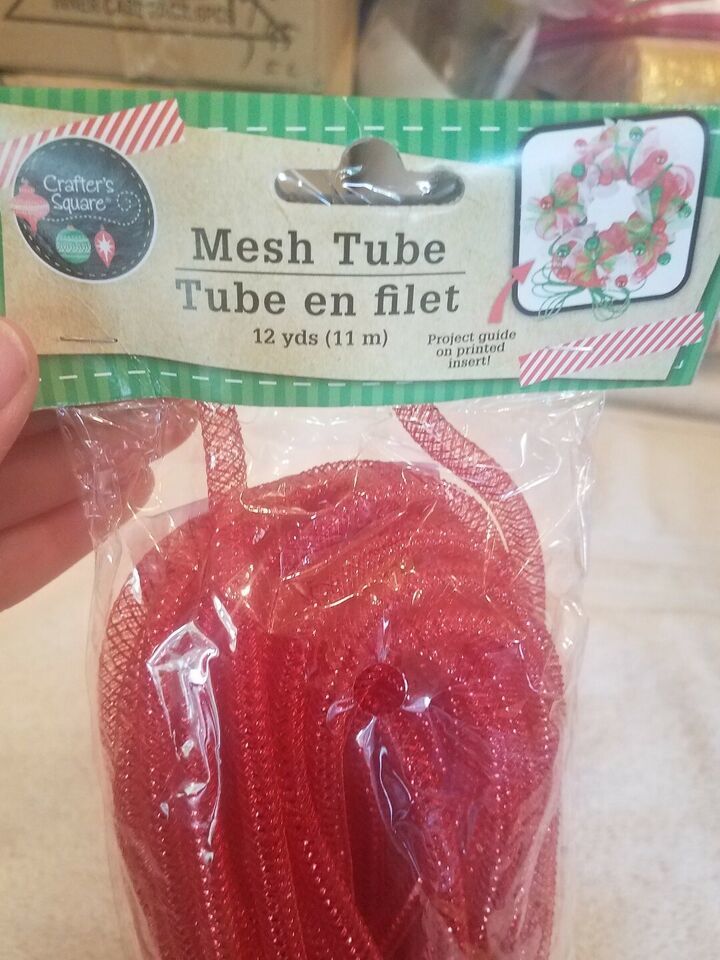 Crafter's
Square®
Mesh Tube
Tube en filet
12 yds (11 m)
Project guide
on printed
insert!